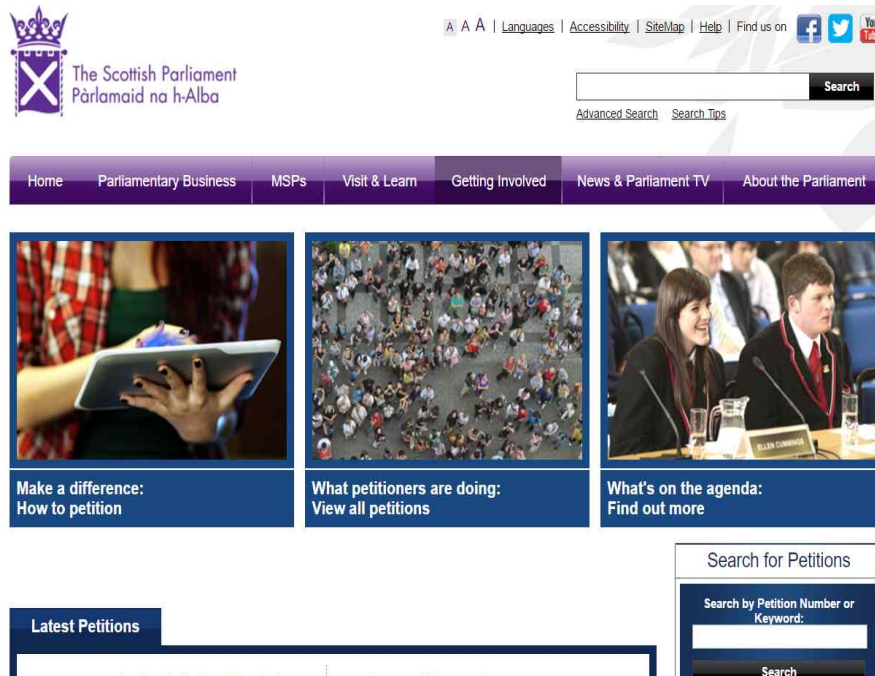 A A A | Languages | Accessibility | SiteMap | Help | Find us on
The Scottish Parliament
Pàrlamaid na h-Alba
Search
Advanced Search Search Tips
Home Parliamentary Business MSPs Visit & Learn Getting Involved News & Parliament TV About the Parliament
ELLEN CUMMINGS
Make a difference:
How to petition
What petitioners are doing:
View all petitions
What's on the agenda:
Find out more
Search for Petitions
Search by Petition Number or
Keyword:
Search
Latest Petitions